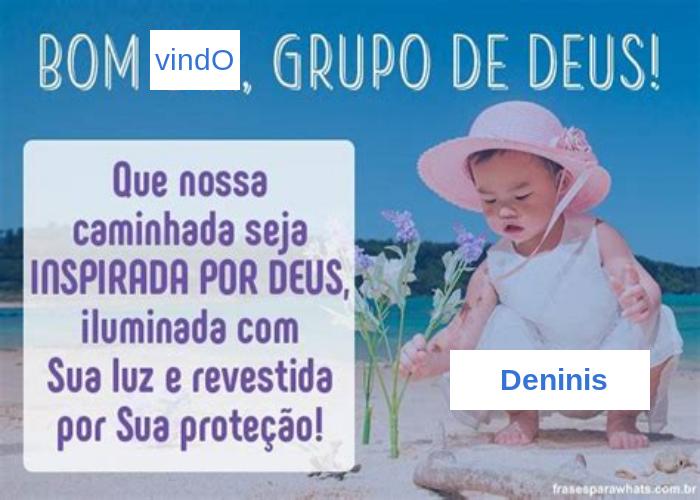 BOM vindO, GRUPO DE DEUS!
Que nossa
caminhada seja
INSPIRADA POR DEUS,
iluminada com
Sua luz e revestida
por Sua proteção!
Deninis
frasesparawhats.com.br